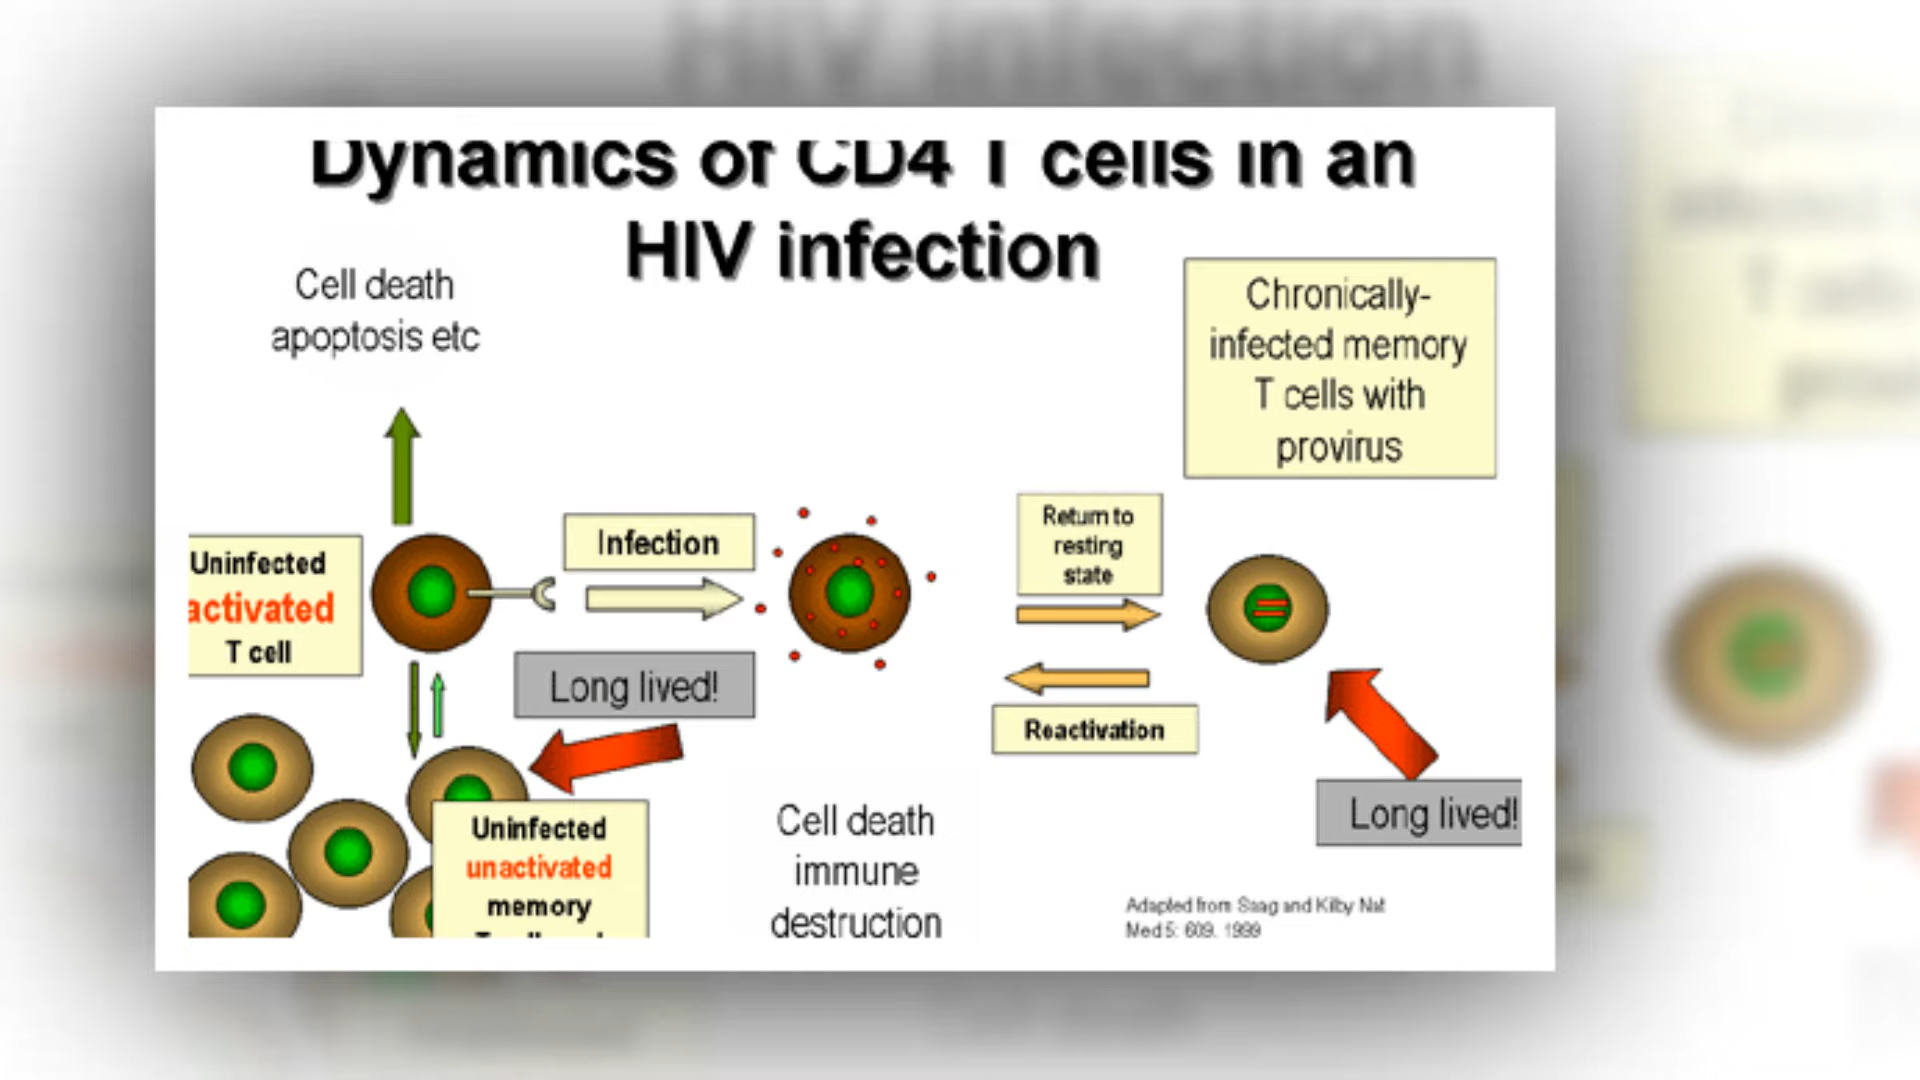 Dynamics of CD4 T cells in an
HIV infection
Cell death
apoptosis etc
Chronically-
infected memory
T cells with
provirus
Uninfected
activated
T cell
Infection
Return to
resting
state
Long lived!
Reactivation
Long lived!
Uninfected
unactivated
memory
Cell death
immune
destruction
Adapted from Saag and Kilby Nat
Med 5: 609, 1999
HIV infection